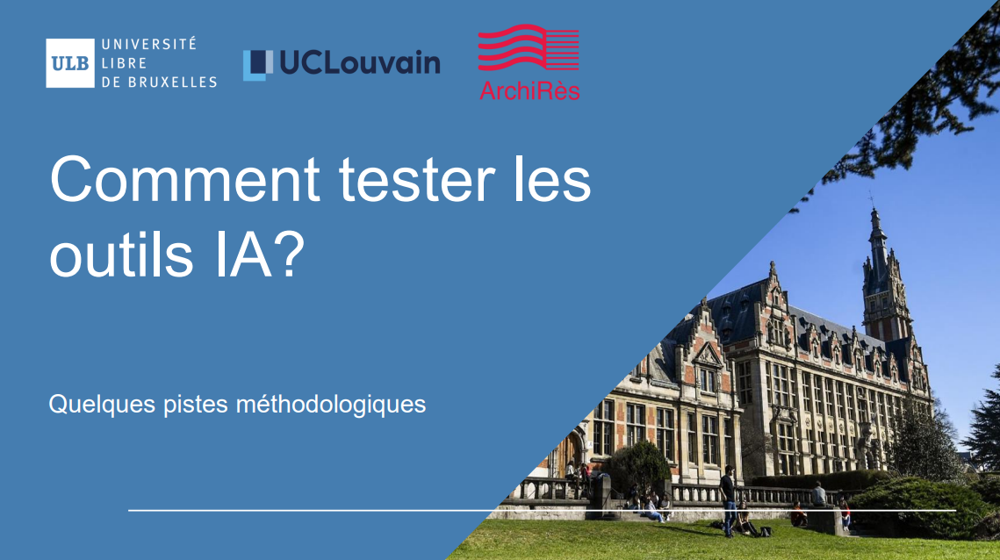 ULB
UNIVERSITÉ
LIBRE
DE BRUXELLES
UCLouvain
ArchiRès
Comment tester les
outils IA?
Quelques pistes méthodologiques